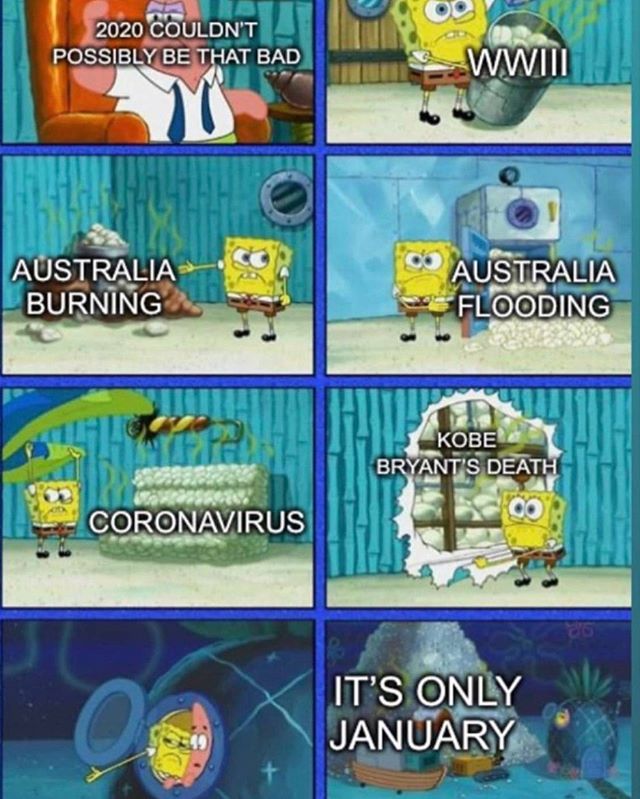 2020 COULDN'T
POSSIBLY BE THAT BAD
WWIII
AUSTRALIA
BURNING
AUSTRALIA
FLOODING
CORONAVIRUS
KOBE
BRYANT'S DEATH
IT'S ONLY
JANUARY